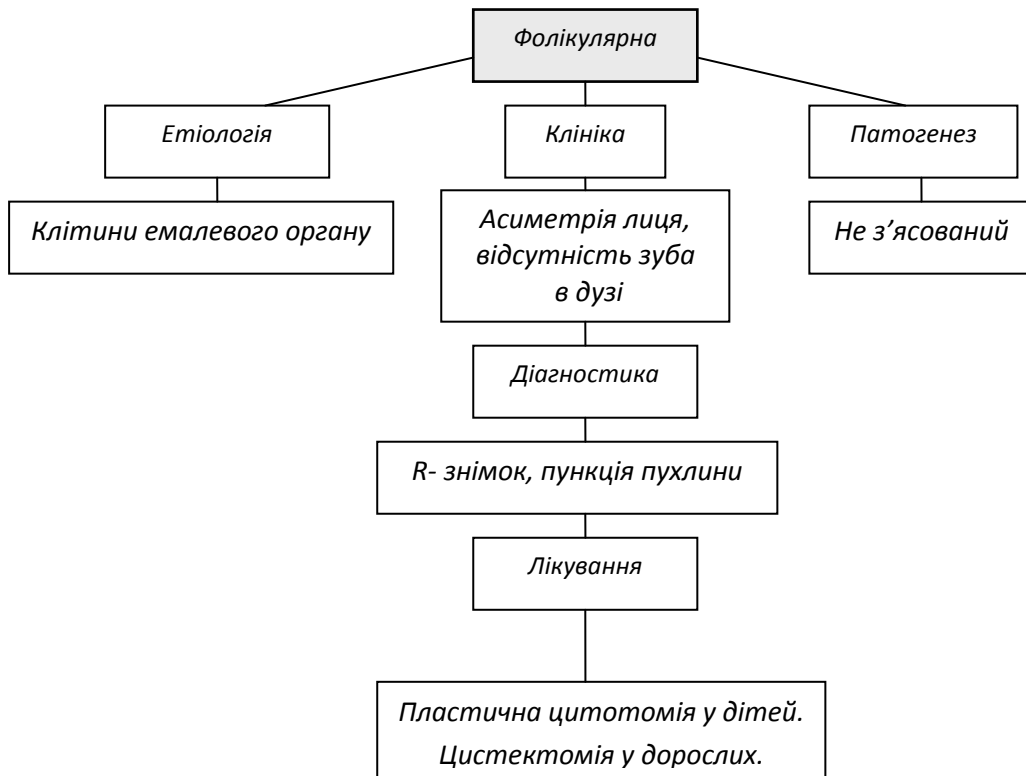 Фолікулярна
Етіологія
Клініка
Патогенез
Клітини емалевого органу
Асиметрія лиця,
відсутність зуба
в дузі
Не з’ясований
Діагностика
R- знімок, пункція пухлини
Лікування
Пластична цитотомія у дітей.
Цистектомія у дорослих.